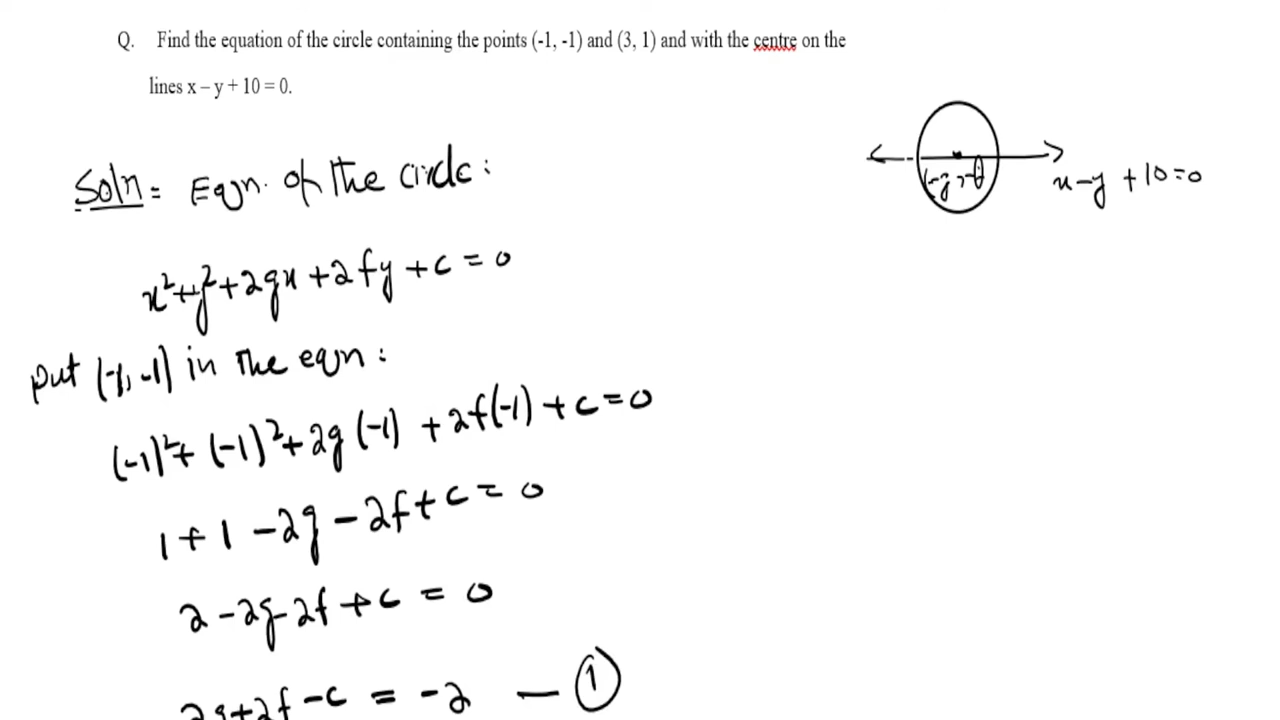 Q. Find the equation of the circle containing the points (-1, -1) and (3, 1) and with the centre on the
lines x – y + 10 = 0.
(-g, -f)
x - y + 10 = 0
Soln = Eqn. of the circle :
x² + y² + 2gx + 2fy + c = 0
put (-1, -1) in the eqn :
(-1)² + (-1)² + 2g (-1) + 2f(-1) + c = 0
1 + 1 - 2g - 2f + c = 0
2 - 2g - 2f + c = 0
2g + 2f - c = -2 — ①